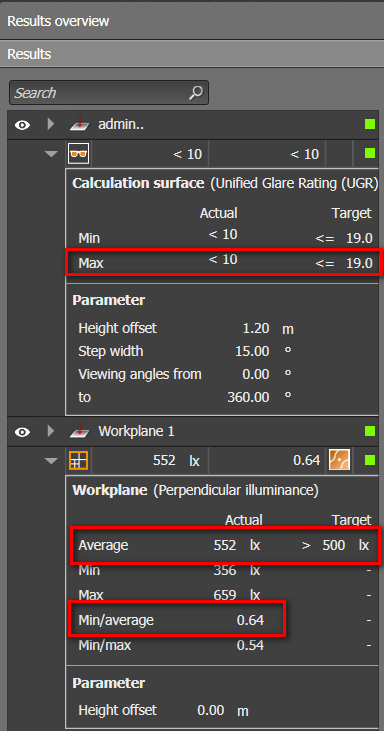 Results overview
Results
Search
admin..
< 10 < 10
Calculation surface (Unified Glare Rating (UGR)
Actual Target
Min < 10 <= 19.0
Max < 10 <= 19.0
Parameter
Height offset 1.20 m
Step width 15.00 °
Viewing angles from 0.00 °
to 360.00 °
Workplane 1
552 lx 0.64
Workplane (Perpendicular illuminance)
Actual Target
Average 552 lx > 500 lx
Min 356 lx -
Max 659 lx -
Min/average 0.64 -
Min/max 0.54 -
Parameter
Height offset 0.00 m